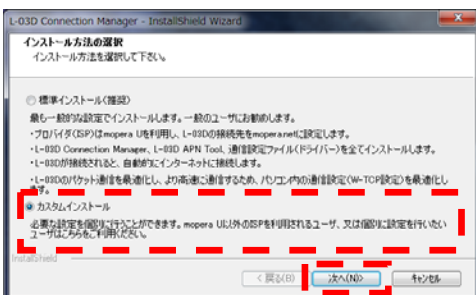 L-03D Connection Manager - InstallShield Wizard
インストール方法の選択
インストール方法を選択して下さい。
標準インストール(推奨)
最も一般的な設定でインストールします。一般のユーザにお勧めします。
・プロバイダ(ISP)はmopera Uを利用し、L-03Dの接続先をmopera.netに設定します。
・L-03D Connection Manager、L-03D APN Tool、通信設定ファイル(ドライバー)を全てインストールします。
・L-03Dが接続されると、自動的にインターネットに接続します。
・L-03Dのパケット通信を最適化し、より高速に通信するため、パソコン内の通信設定(W-TCP設定)を最適化し
ます。
カスタムインストール
必要な設定を個別に行うことができます。mopera U以外のISPを利用されるユーザ、又は個別に設定を行いたい
ユーザはこちらをご利用ください。
InstallShield
< 戻る(B)
次へ(N)>
キャンセル